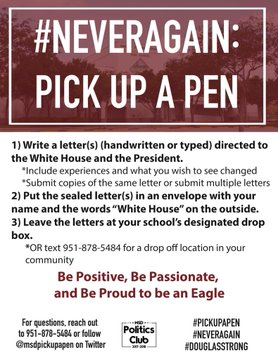 #NEVERAGAIN:
PICK UP A PEN
1) Write a letter(s) (handwritten or typed) directed to
the White House and the President.
*Include experiences and what you wish to see changed
*Submit copies of the same letter or submit multiple letters
2) Put the sealed letter(s) in an envelope with your
name and the words “White House” on the outside.
3) Leave the letters at your school's designated drop
box.
*OR text 951-878-5484 for a drop off location in your
community
Be Positive, Be Passionate,
and Be Proud to be an Eagle
For questions, reach out
to 951-878-5484 or follow
@msdpickupapen on Twitter
MSD
Politics
Club
#PICKUPAPEN
#NEVERAGAIN
#DOUGLASSTRONG